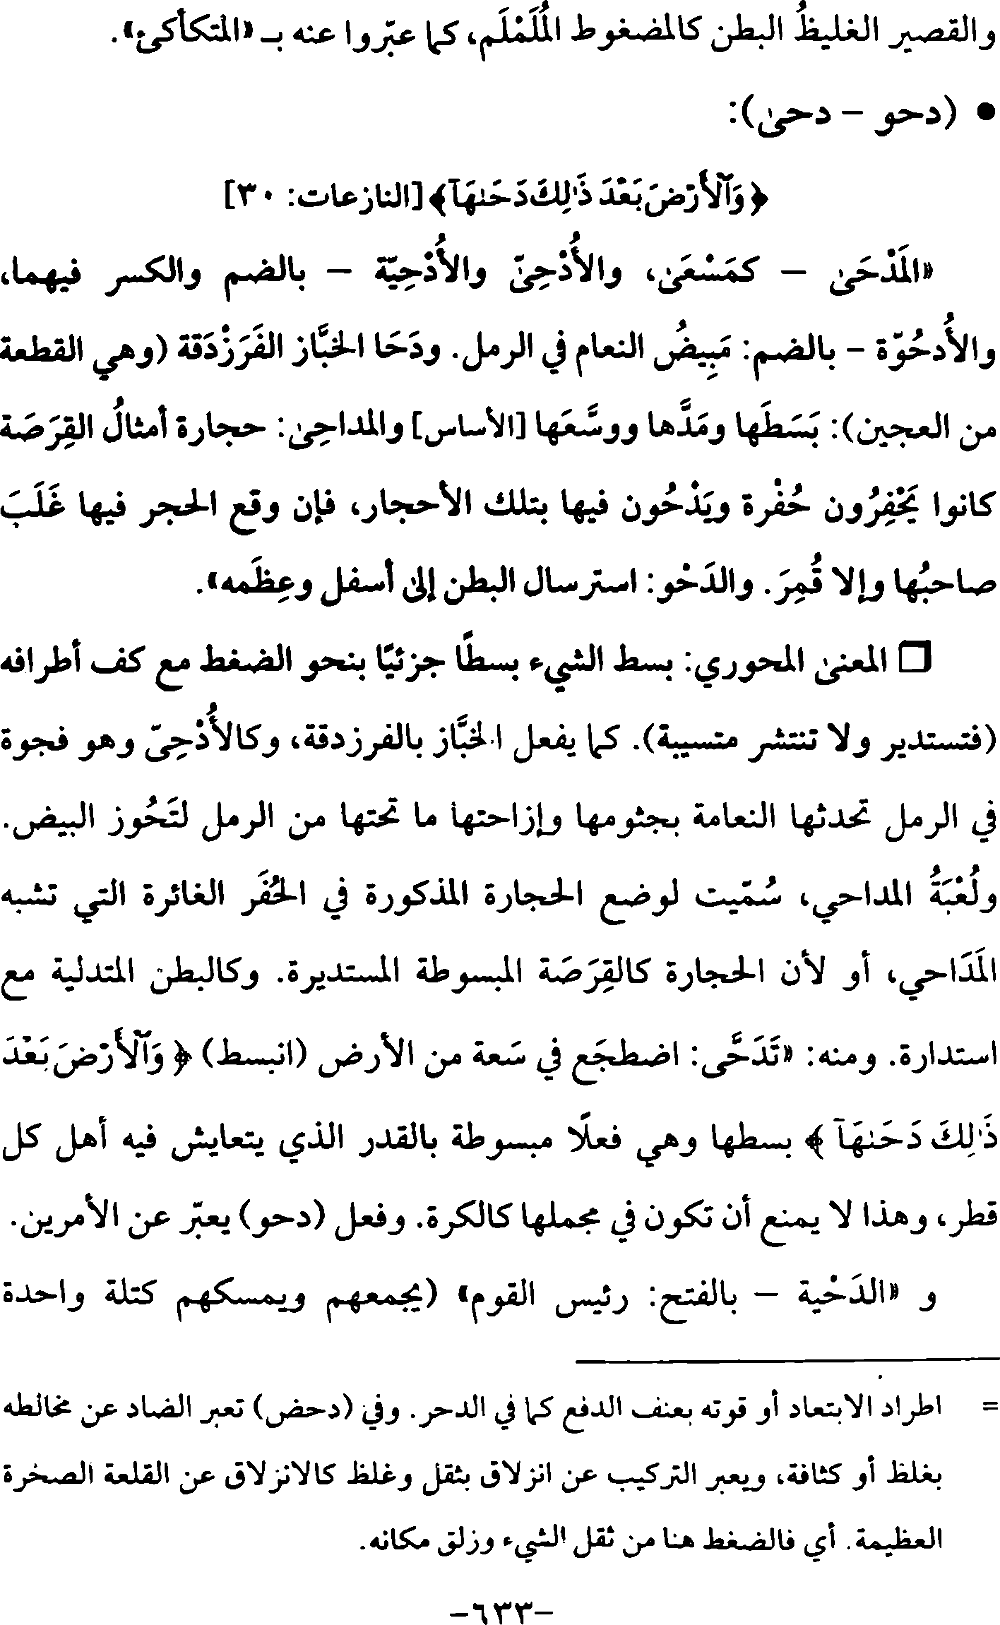 والقصير الغليظُ البطن كالمضغوط المُلَمْلَم، كما عبّروا عنه بـ «المتكأكئ».
● (دحو – دحىٰ):
﴿وَٱلْأَرْضَ بَعْدَ ذَٰلِكَ دَحَىٰهَآ﴾ [النازعات: ٣٠]
«المَدْحَىٰ – كمَسْعَىٰ، والأُدْحِىّ والأُدْحِيّة – بالضم والكسر فيهما،
والأُدحُوّة – بالضم: مَبِيضُ النعام في الرمل. ودَحَا الخبَّاز الفَرَزْدَقة (وهي القطعة
من العجين): بَسَطَها ومَدَّها ووسَّعَها [الأساس] والمداحِىٰ: حجارة أمثالُ القِرَصَة
كانوا يَحْفِرُون حُفْرة ويَدْحُون فيها بتلك الأحجار، فإن وقع الحجر فيها غَلَبَ
صاحبُها وإلا قُمِرَ. والدَحْو: استرسال البطن إلىٰ أسفل وعِظَمه».
❑ المعنىٰ المحوري: بسط الشيء بسطًا جزئيًا بنحو الضغط مع كف أطرافه
(فتستدير ولا تنتشر متسيبة). كما يفعل الخبَّاز بالفرزدقة، وكالأُدْحِىّ وهو فجوة
في الرمل تحدثها النعامة بجثومها وإزاحتها ما تحتها من الرمل لتَحُوز البيض.
ولُعْبَةُ المداحي، سُمّيت لوضع الحجارة المذكورة في الحُفَر الغائرة التي تشبه
المَدَاحي، أو لأن الحجارة كالقِرَصَة المبسوطة المستديرة. وكالبطن المتدلية مع
استدارة. ومنه: «تَدَحَّى: اضطجَع في سَعة من الأرض (انبسط) ﴿وَٱلْأَرْضَ بَعْدَ
ذَٰلِكَ دَحَىٰهَآ﴾ بسطها وهي فعلًا مبسوطة بالقدر الذي يتعايش فيه أهل كل
قطر، وهذا لا يمنع أن تكون في مجملها كالكرة. وفعل (دحو) يعبّر عن الأمرين.
و «الدَحْية – بالفتح: رئيس القوم» (يجمعهم ويمسكهم كتلة واحدة
= اطراد الابتعاد أو قوته بعنف الدفع كما في الدحر. وفي (دحض) تعبر الضاد عن مخالطه
بغلظ أو كثافة، ويعبر التركيب عن انزلاق بثقل وغلظ كالانزلاق عن القلعة الصخرة
العظيمة. أي فالضغط هنا من ثقل الشيء وزلق مكانه.
-٦٣٣-